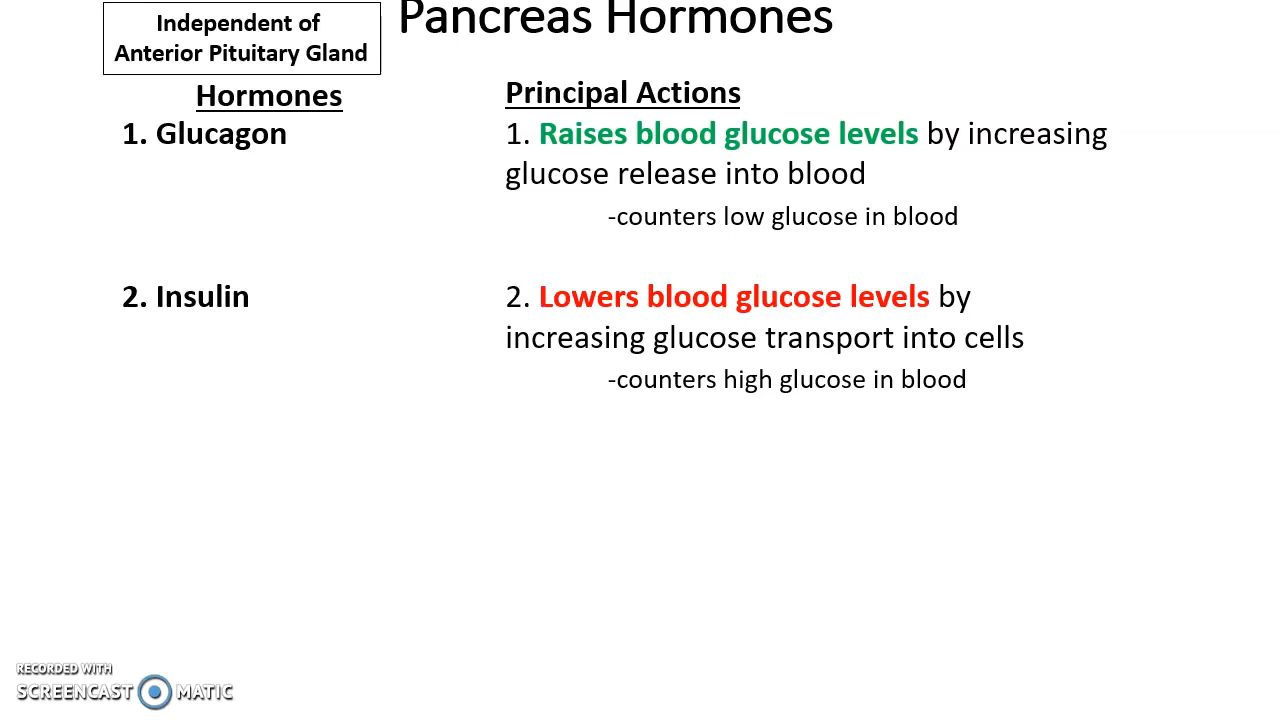 Independent of
Anterior Pituitary Gland
Pancreas Hormones
Hormones
Principal Actions
1. Glucagon
1. Raises blood glucose levels by increasing
glucose release into blood
-counters low glucose in blood
2. Insulin
2. Lowers blood glucose levels by
increasing glucose transport into cells
-counters high glucose in blood
RECORDED WITH
SCREENCAST MATIC